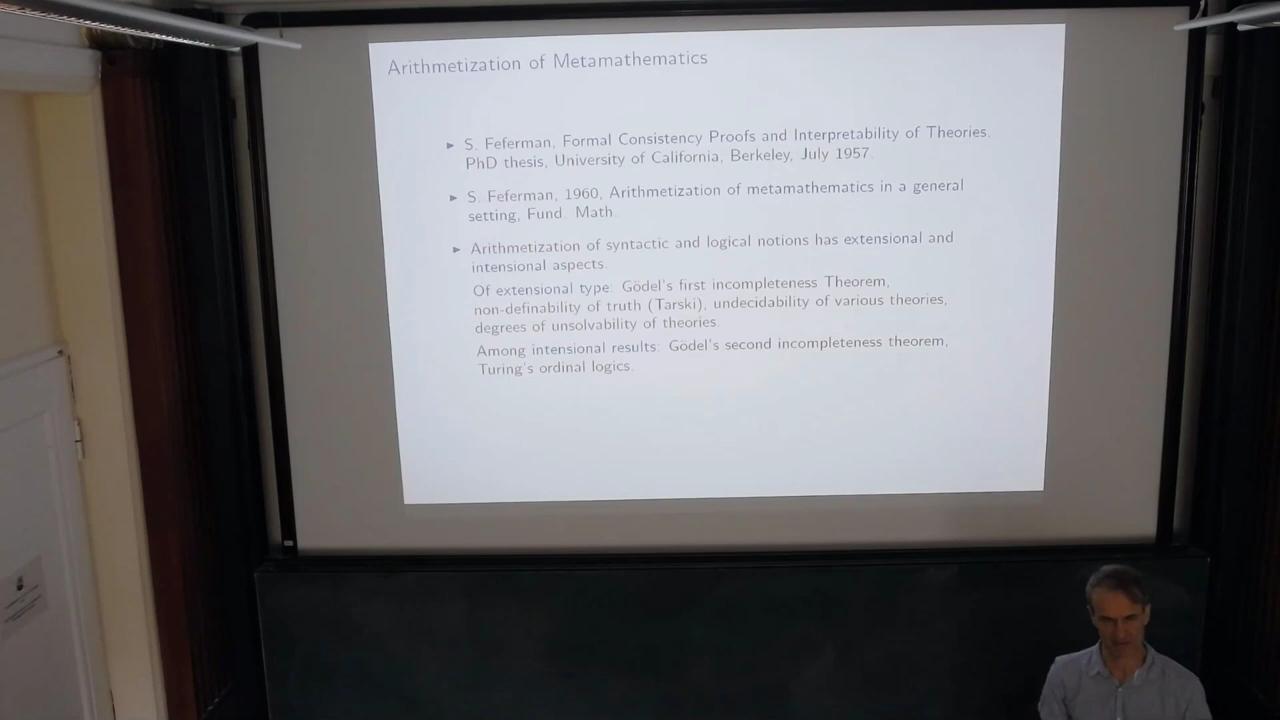 Arithmetization of Metamathematics
▸ S. Feferman, Formal Consistency Proofs and Interpretability of Theories.
PhD thesis, University of California, Berkeley, July 1957.
▸ S. Feferman, 1960, Arithmetization of metamathematics in a general
setting, Fund. Math.
▸ Arithmetization of syntactic and logical notions has extensional and
intensional aspects.
Of extensional type: Gödel's first incompleteness Theorem,
non-definability of truth (Tarski), undecidability of various theories,
degrees of unsolvability of theories.
Among intensional results: Gödel's second incompleteness theorem,
Turing's ordinal logics.